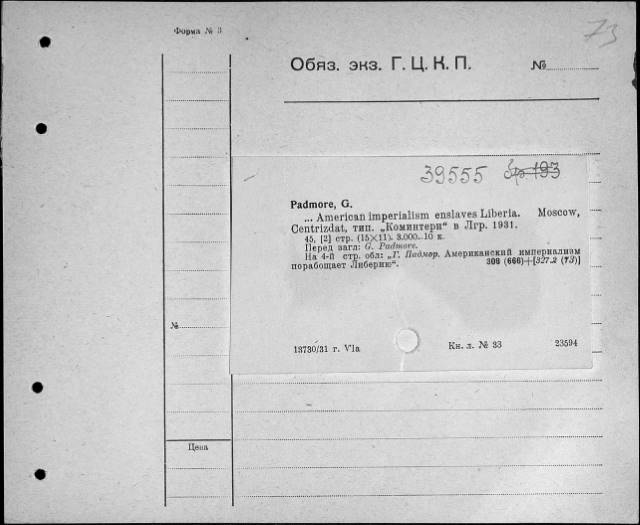 Форма № 3
73
Обяз. экз. Г. Ц. К. П. №
39555
Padmore, G.
... American imperialism enslaves Liberia. Moscow,
Centrizdat, тип. „Коминтерн“ в Лгр. 1931.
45, [2] стр. (15×11). 3.000. 10 к.
Перед загл: G. Padmore.
На 4-й стр. обл: „Г. Падмор. Американский империализм
порабощает Либерию“. 308 (666)+[327.2 (73)]
№
13730/31 г. VIa Кн. л. № 33 23594
Цена